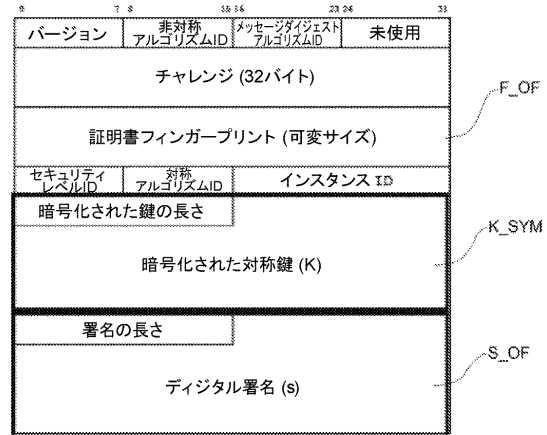 0 7 8 15 16 23 24 31
バージョン 非対称 アルゴリズムID メッセージダイジェスト アルゴリズムID 未使用
チャレンジ (32バイト)
F_OF
証明書フィンガープリント (可変サイズ)
セキュリティ レベルID 対称 アルゴリズムID インスタンス ID
暗号化された鍵の長さ
K_SYM
暗号化された対称鍵 (K)
署名の長さ
S_OF
ディジタル署名 (s)